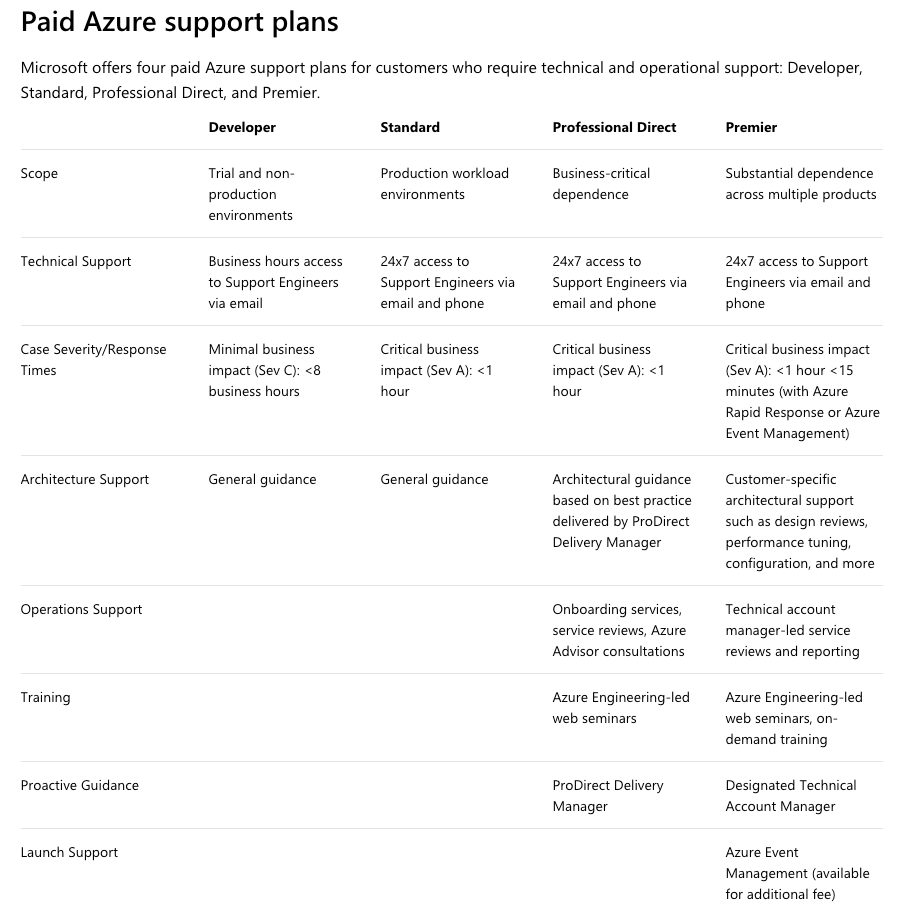 Paid Azure support plans
Microsoft offers four paid Azure support plans for customers who require technical and operational support: Developer,
Standard, Professional Direct, and Premier.
Developer Standard Professional Direct Premier
Scope Trial and non- Production workload Business-critical Substantial dependence
production environments dependence across multiple products
environments
Technical Support Business hours access 24x7 access to 24x7 access to 24x7 access to Support
to Support Engineers Support Engineers via Support Engineers via Engineers via email and
via email email and phone email and phone phone
Case Severity/Response Minimal business Critical business Critical business Critical business impact
Times impact (Sev C): <8 impact (Sev A): <1 impact (Sev A): <1 (Sev A): <1 hour <15
business hours hour hour minutes (with Azure
Rapid Response or Azure
Event Management)
Architecture Support General guidance General guidance Architectural guidance Customer-specific
based on best practice architectural support
delivered by ProDirect such as design reviews,
Delivery Manager performance tuning,
configuration, and more
Operations Support Onboarding services, Technical account
service reviews, Azure manager-led service
Advisor consultations reviews and reporting
Training Azure Engineering-led Azure Engineering-led
web seminars web seminars, on-
demand training
Proactive Guidance ProDirect Delivery Designated Technical
Manager Account Manager
Launch Support Azure Event
Management (available
for additional fee)